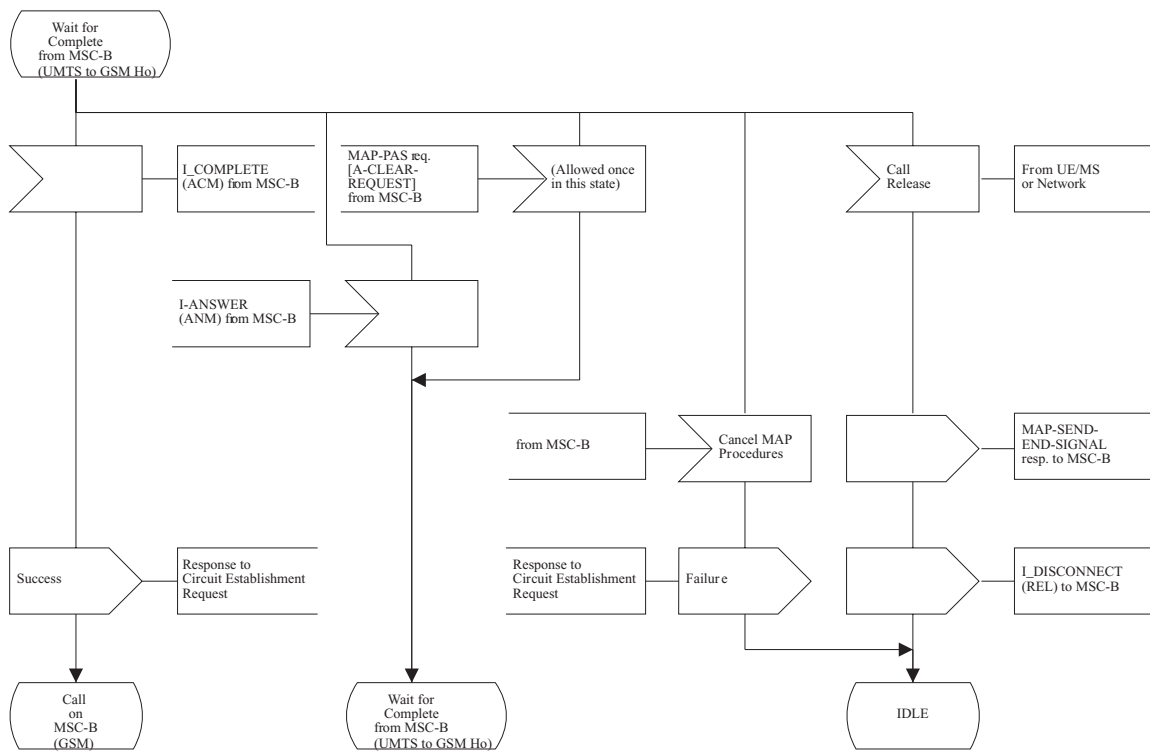 Wait for
Complete
from MSC-B
(UMTS to GSM Ho)
I_COMPLETE
(ACM) from MSC-B
MAP-PAS req.
[A-CLEAR-
REQUEST]
from MSC-B
(Allowed once
in this state)
Call
Release
From UE/MS
or Network
I-ANSWER
(ANM) from MSC-B
from MSC-B
Cancel MAP
Procedures
MAP-SEND-
END-SIGNAL
resp. to MSC-B
Success
Response to
Circuit Establishment
Request
Response to
Circuit Establishment
Request
Failure
I_DISCONNECT
(REL) to MSC-B
Call
on
MSC-B
(GSM)
Wait for
Complete
from MSC-B
(UMTS to GSM Ho)
IDLE